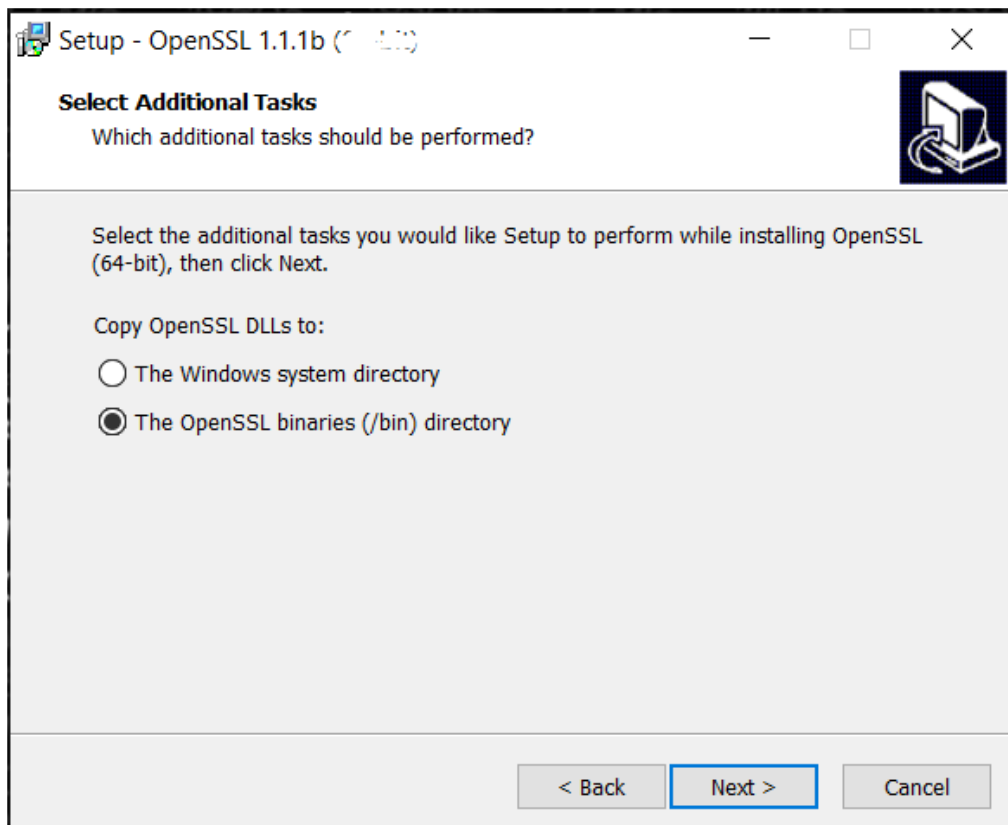 Setup - OpenSSL 1.1.1b
Select Additional Tasks
Which additional tasks should be performed?
Select the additional tasks you would like Setup to perform while installing OpenSSL
(64-bit), then click Next.
Copy OpenSSL DLLs to:
The Windows system directory
The OpenSSL binaries (/bin) directory
< Back
Next >
Cancel